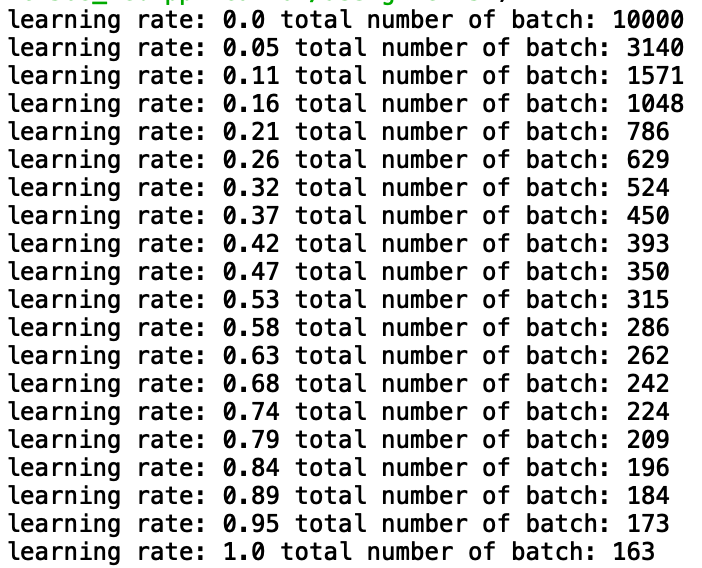 learning rate: 0.0 total number of batch: 10000
learning rate: 0.05 total number of batch: 3140
learning rate: 0.11 total number of batch: 1571
learning rate: 0.16 total number of batch: 1048
learning rate: 0.21 total number of batch: 786
learning rate: 0.26 total number of batch: 629
learning rate: 0.32 total number of batch: 524
learning rate: 0.37 total number of batch: 450
learning rate: 0.42 total number of batch: 393
learning rate: 0.47 total number of batch: 350
learning rate: 0.53 total number of batch: 315
learning rate: 0.58 total number of batch: 286
learning rate: 0.63 total number of batch: 262
learning rate: 0.68 total number of batch: 242
learning rate: 0.74 total number of batch: 224
learning rate: 0.79 total number of batch: 209
learning rate: 0.84 total number of batch: 196
learning rate: 0.89 total number of batch: 184
learning rate: 0.95 total number of batch: 173
learning rate: 1.0 total number of batch: 163